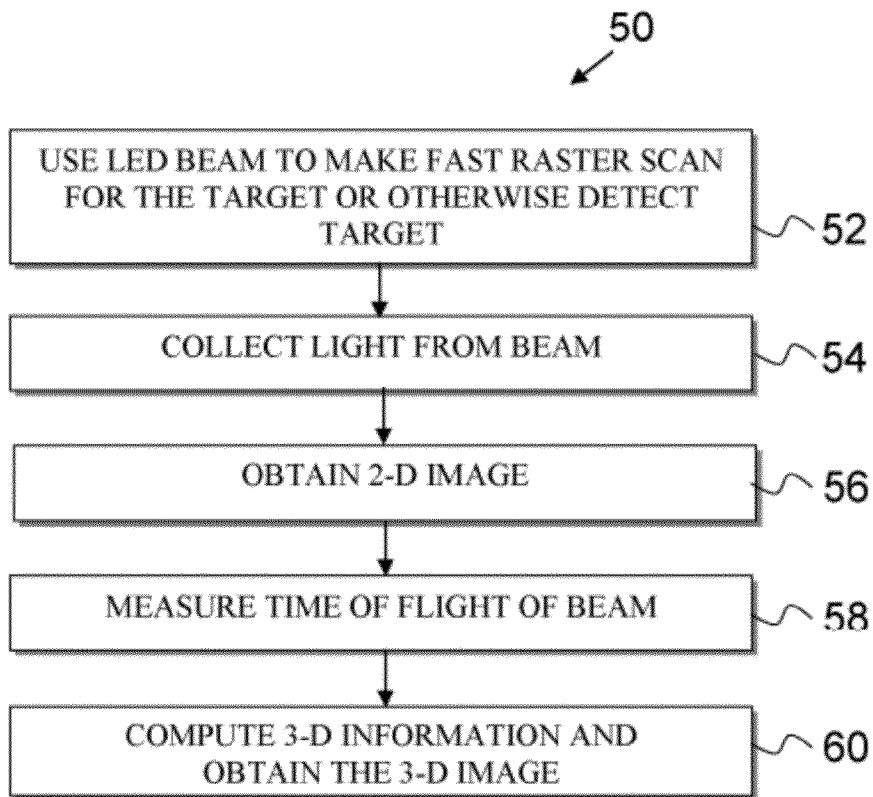 50
USE LED BEAM TO MAKE FAST RASTER SCAN
FOR THE TARGET OR OTHERWISE DETECT
TARGET
52
COLLECT LIGHT FROM BEAM
54
OBTAIN 2-D IMAGE
56
MEASURE TIME OF FLIGHT OF BEAM
58
COMPUTE 3-D INFORMATION AND
OBTAIN THE 3-D IMAGE
60